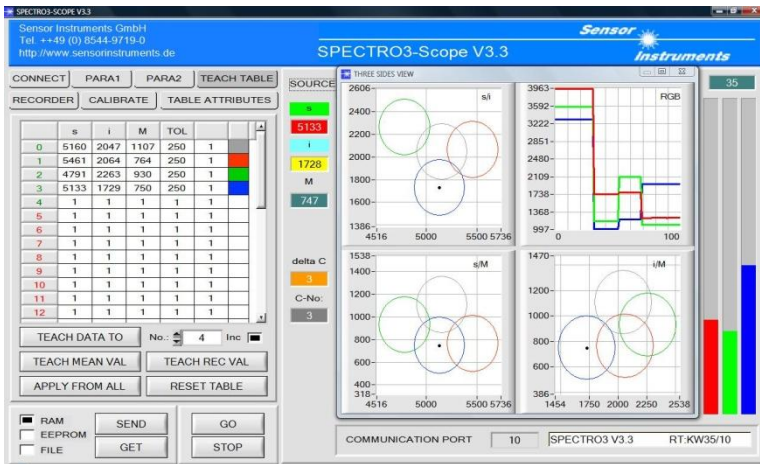 SPECTRO3-SCOPE V3.3
Sensor Instruments GmbH
Tel. ++49 (0) 8544-9719-0
http://www.sensorinstruments.de
SPECTRO3-Scope V3.3
Sensor
Instruments
CONNECT PARA1 PARA2 TEACH TABLE
RECORDER CALIBRATE TABLE ATTRIBUTES
s i M TOL
0 5160 2047 1107 250 1
1 5461 2064 764 250 1
2 4791 2263 930 250 1
3 5133 1729 750 250 1
4 1 1 1 1 1
5 1 1 1 1 1
6 1 1 1 1 1
7 1 1 1 1 1
8 1 1 1 1 1
9 1 1 1 1 1
10 1 1 1 1 1
11 1 1 1 1 1
12 1 1 1 1 1
TEACH DATA TO No.: 4 Inc
TEACH MEAN VAL TEACH REC VAL
APPLY FROM ALL RESET TABLE
RAM
EEPROM
FILE
SEND
GET
GO
STOP
SOURCE
s
5133
i
1728
M
747
delta C
3
C-No:
3
THREE SIDES VIEW
s/i
2606
2400
2200
2000
1800
1600
1386
4516 5000 5500 5736
RGB
3963
3592
3222
2851
2480
2109
1738
1368
997
0 100
s/M
1538
1400
1200
1000
800
600
400
318
4516 5000 5500 5736
i/M
1470
1200
1000
800
600
386
1454 1750 2000 2250 2538
35
COMMUNICATION PORT 10 SPECTRO3 V3.3 RT:KW35/10